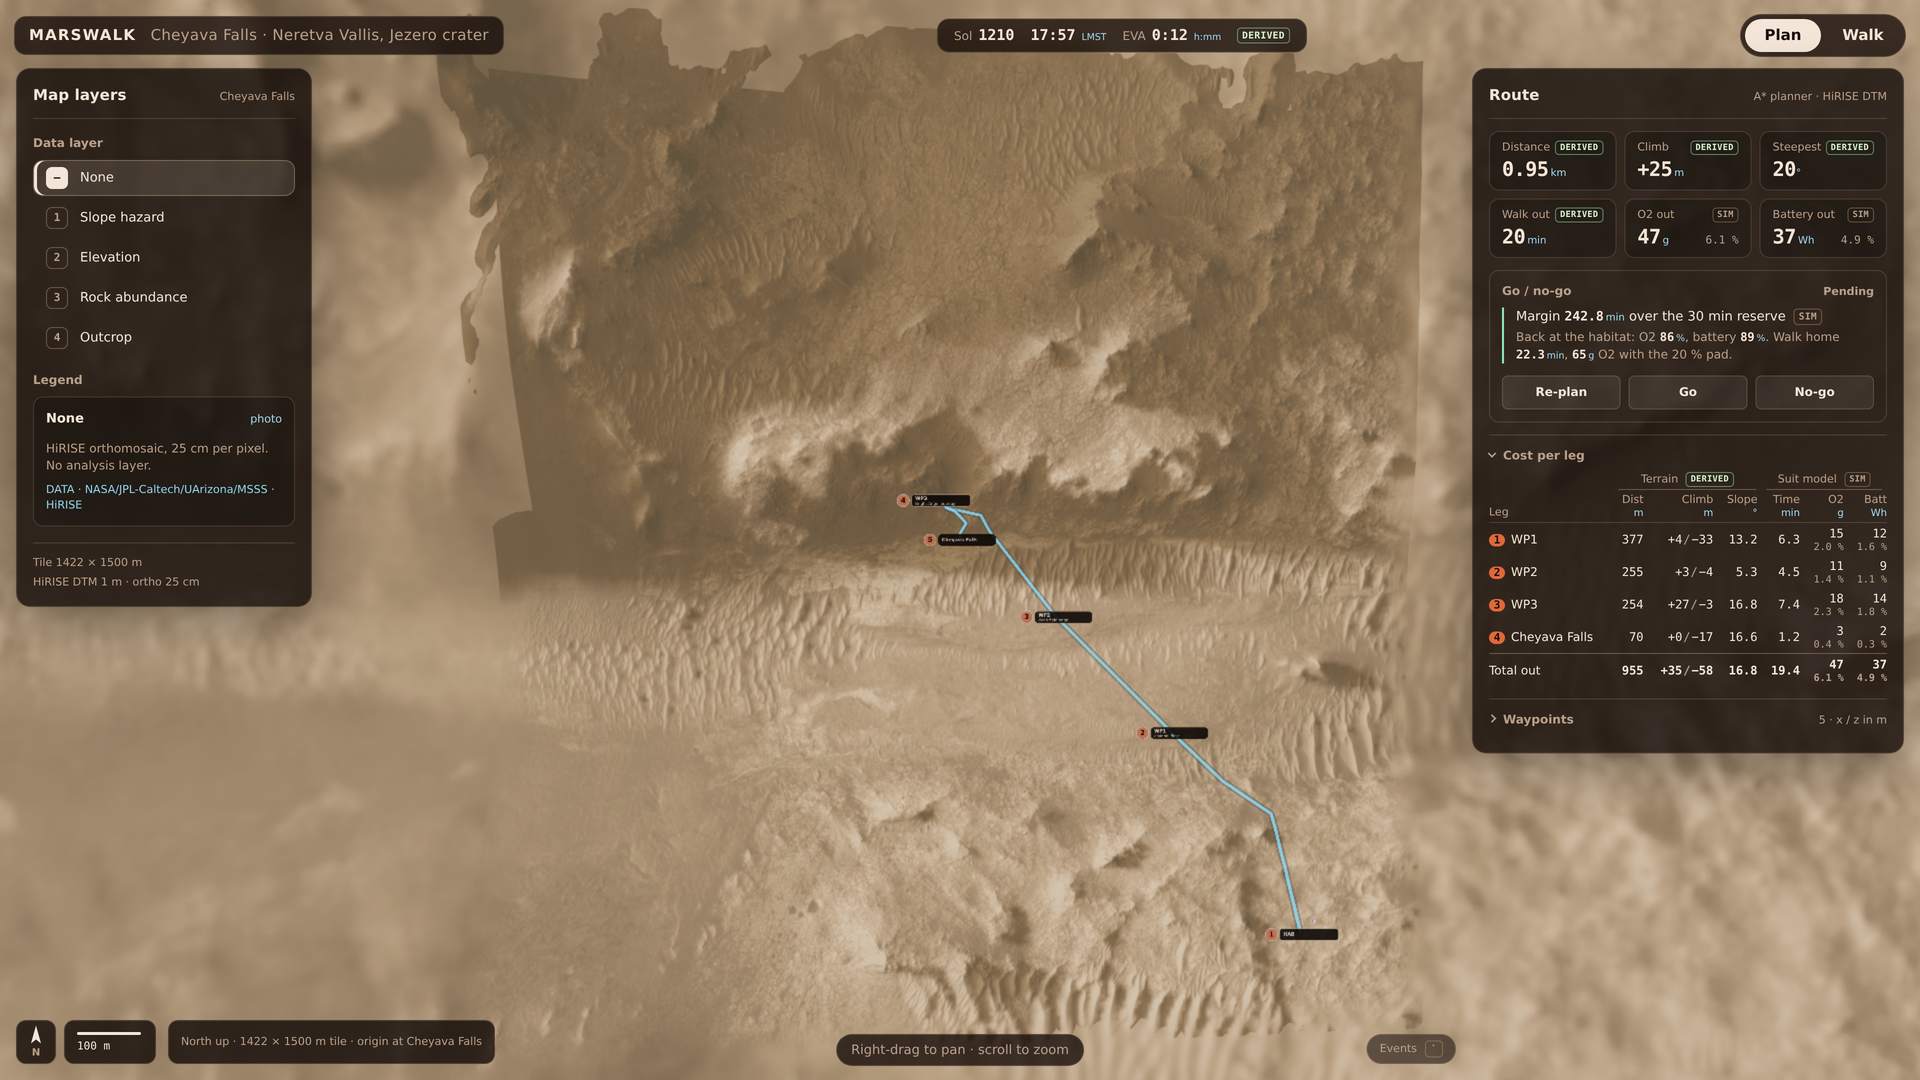 MARSWALK Cheyava Falls · Neretva Vallis, Jezero crater
Sol 1210 17:57 LMST EVA 0:12 h:mm DERIVED
Plan Walk
Map layers Cheyava Falls
Data layer
– None
1 Slope hazard
2 Elevation
3 Rock abundance
4 Outcrop
Legend
None photo
HiRISE orthomosaic, 25 cm per pixel.
No analysis layer.
DATA · NASA/JPL-Caltech/UArizona/MSSS ·
HiRISE
Tile 1422 × 1500 m
HiRISE DTM 1 m · ortho 25 cm
4 WP3
5 Cheyava Falls
3 WP2
2 WP1
1 HAB
Route A* planner · HiRISE DTM
Distance DERIVED Climb DERIVED Steepest DERIVED
0.95 km +25 m 20 °
Walk out DERIVED O2 out SIM Battery out SIM
20 min 47 g 6.1 % 37 Wh 4.9 %
Go / no-go Pending
Margin 242.8 min over the 30 min reserve SIM
Back at the habitat: O2 86 %, battery 89 %. Walk home
22.3 min, 65 g O2 with the 20 % pad.
Re-plan Go No-go
Cost per leg
Terrain DERIVED Suit model SIM
Dist Climb Slope Time O2 Batt
Leg m m ° min g Wh
1 WP1 377 +4/−33 13.2 6.3 15 12
2.0 % 1.6 %
2 WP2 255 +3/−4 5.3 4.5 11 9
1.4 % 1.1 %
3 WP3 254 +27/−3 16.8 7.4 18 14
2.3 % 1.8 %
4 Cheyava Falls 70 +0/−17 16.6 1.2 3 2
0.4 % 0.3 %
Total out 955 +35/−58 16.8 19.4 47 37
6.1 % 4.9 %
Waypoints 5 · x / z in m
N
100 m
North up · 1422 × 1500 m tile · origin at Cheyava Falls
Right-drag to pan · scroll to zoom
Events